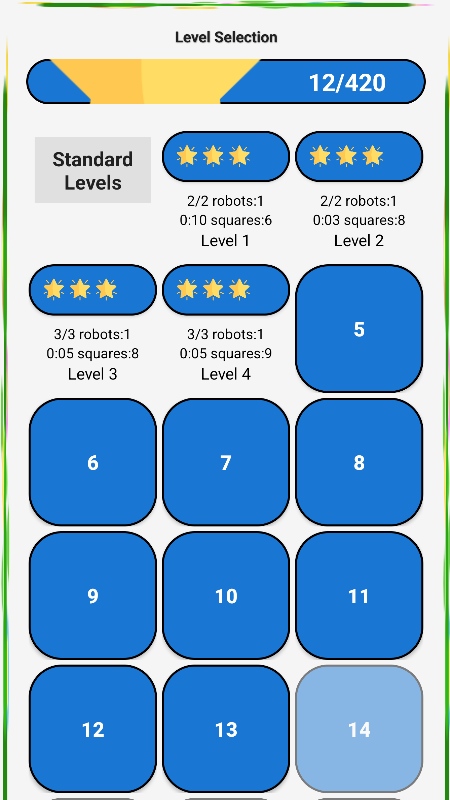 Level Selection
12/420
Standard
Levels
2/2 robots:1
0:10 squares:6
Level 1
2/2 robots:1
0:03 squares:8
Level 2
3/3 robots:1
0:05 squares:8
Level 3
3/3 robots:1
0:05 squares:9
Level 4
5
6
7
8
9
10
11
12
13
14